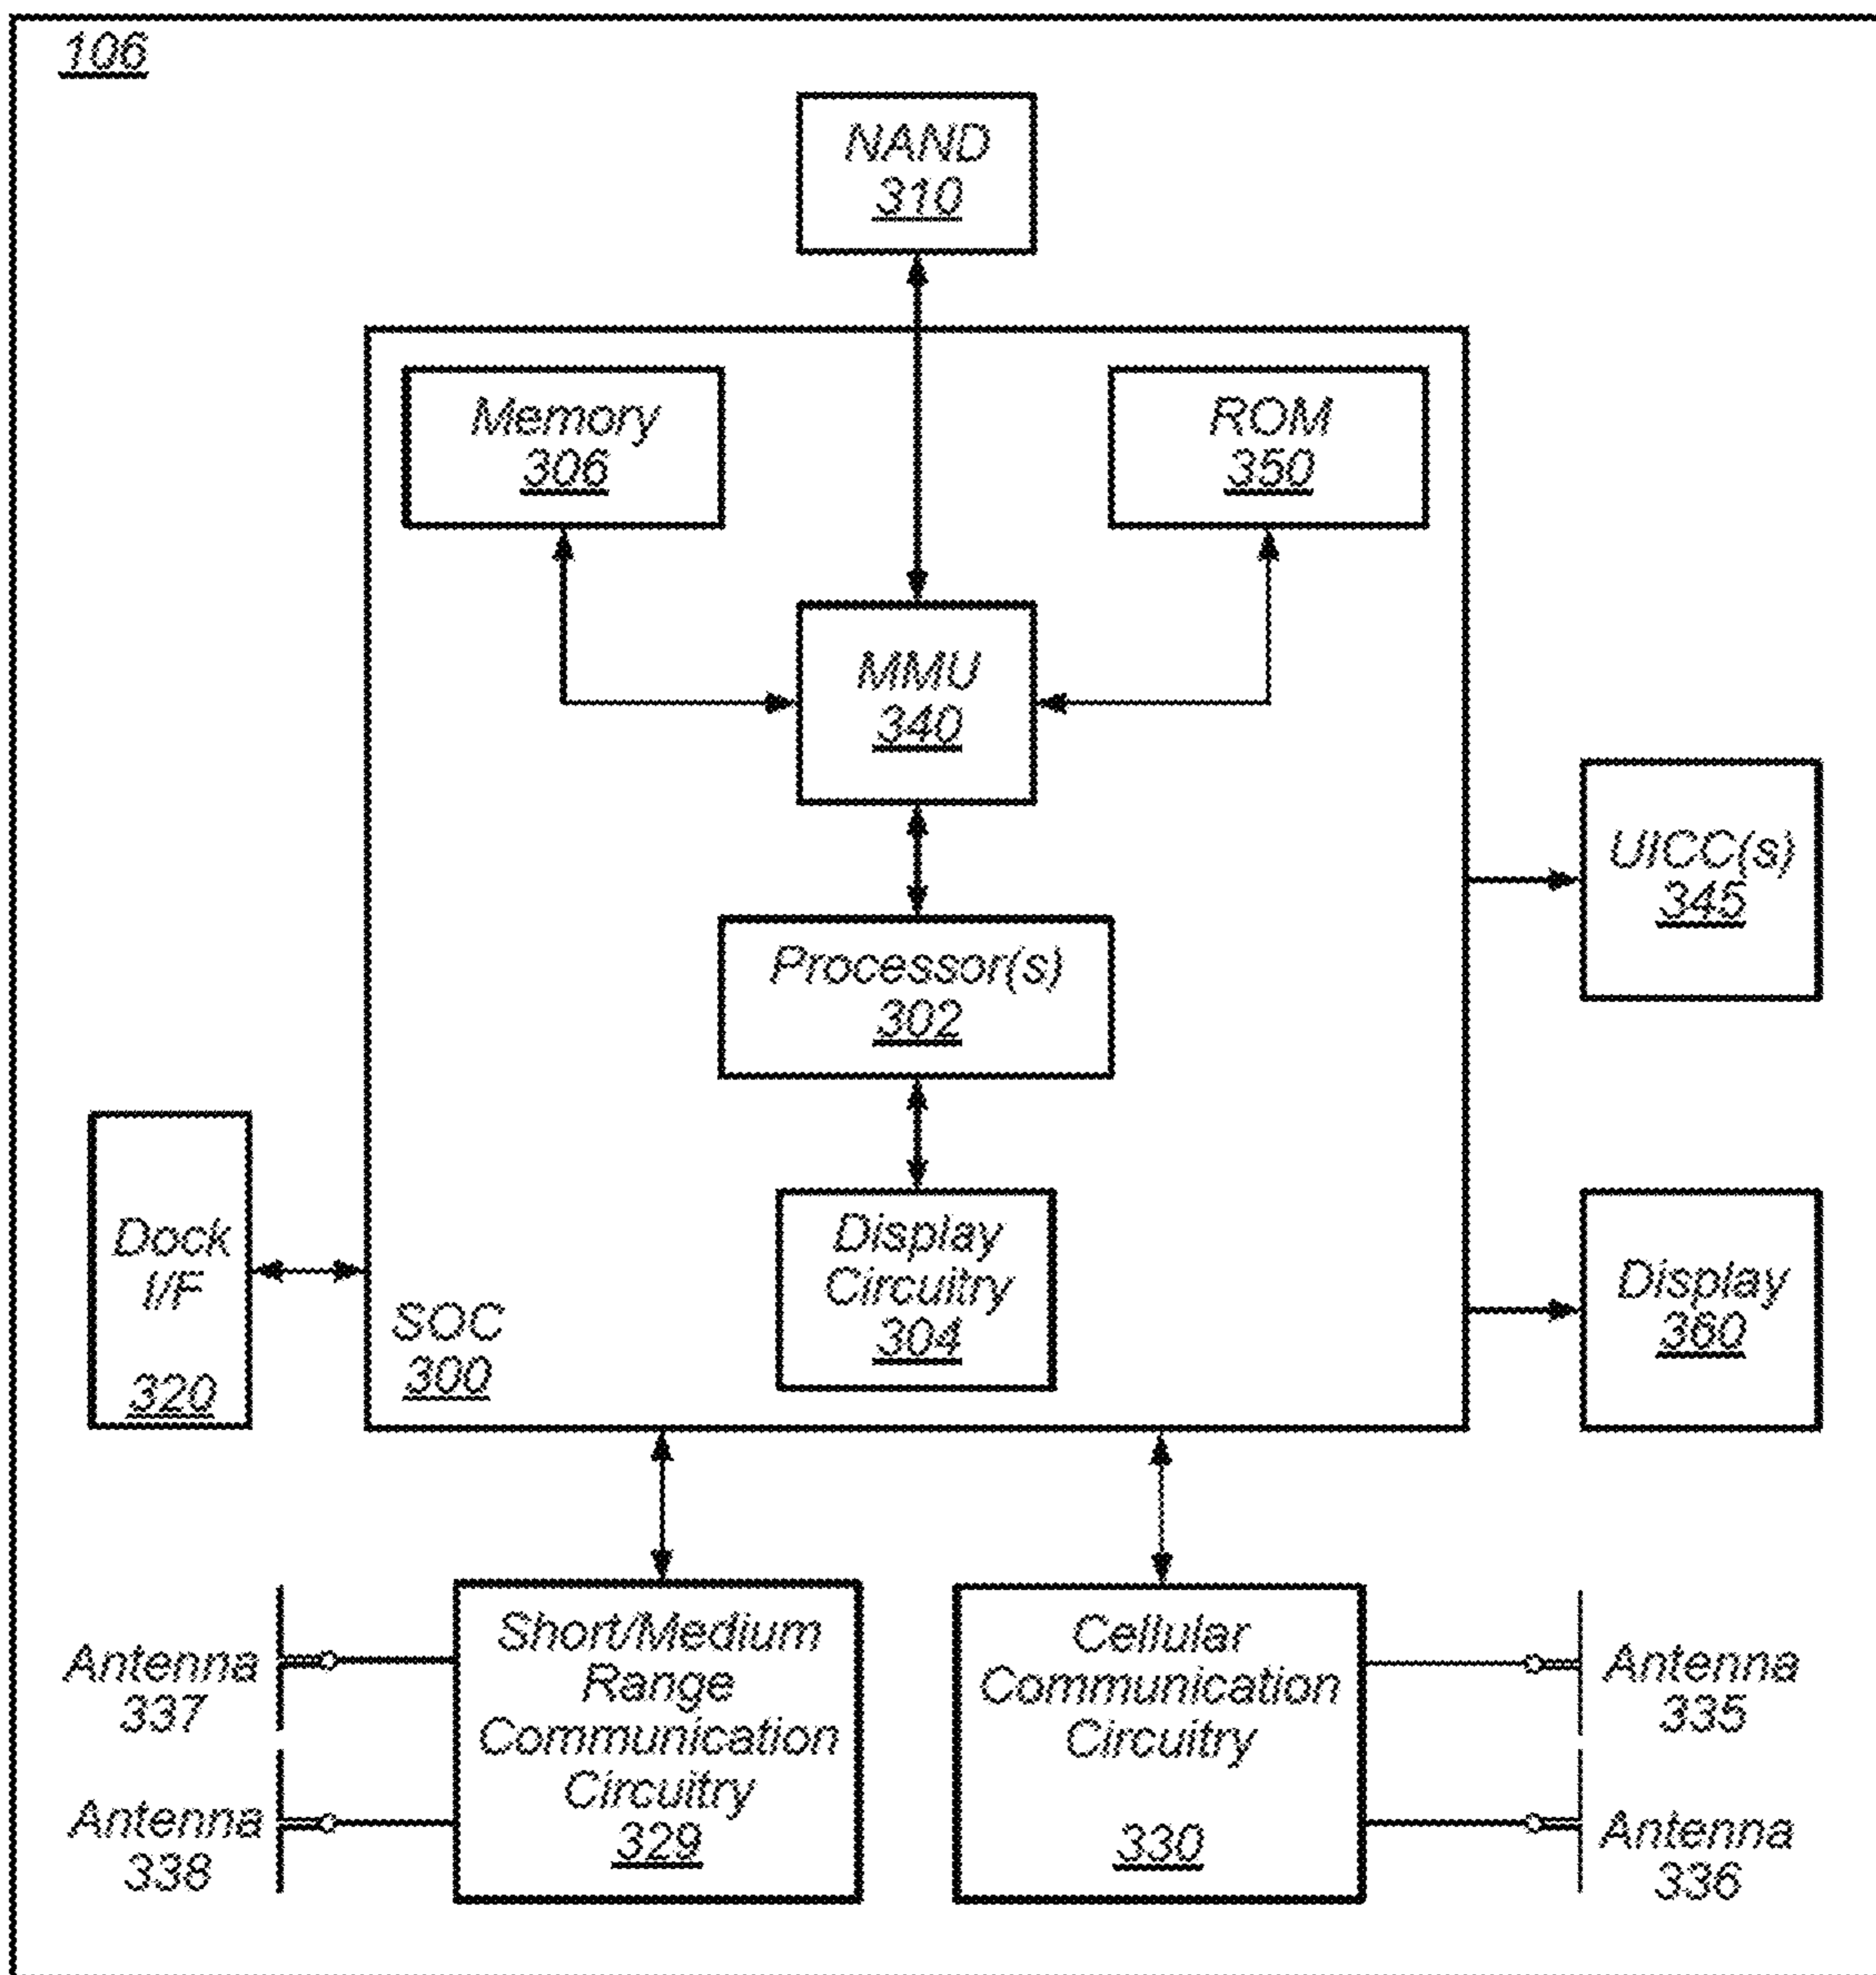 106
NAND
310
Memory
306
ROM
350
MMU
340
UICC(s)
345
Processor(s)
302
Dock
I/F
320
Display
Circuitry
304
SOC
300
Display
360
Antenna
337
Antenna
338
Short/Medium
Range
Communication
Circuitry
329
Cellular
Communication
Circuitry
330
Antenna
335
Antenna
336